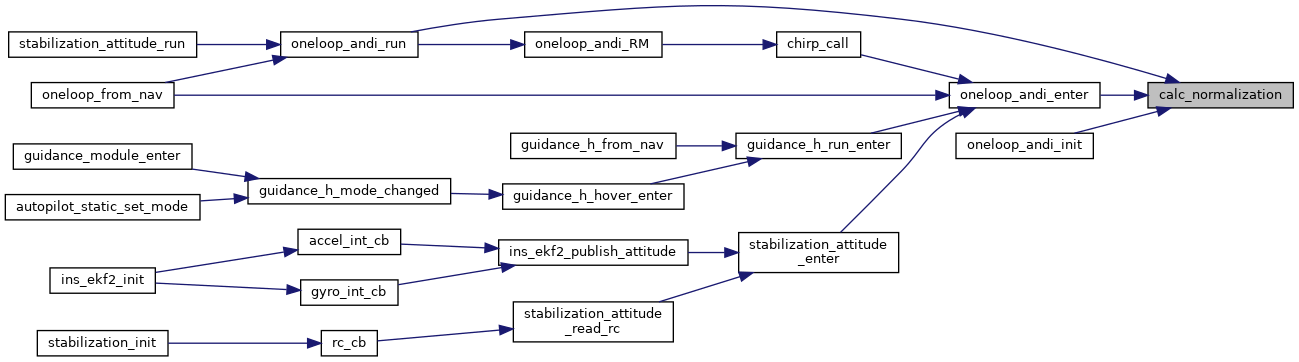 stabilization_attitude_run
oneloop_andi_run
oneloop_andi_RM
chirp_call
oneloop_from_nav
oneloop_andi_enter
calc_normalization
guidance_h_from_nav
guidance_h_run_enter
oneloop_andi_init
guidance_module_enter
guidance_h_mode_changed
guidance_h_hover_enter
autopilot_static_set_mode
accel_int_cb
ins_ekf2_publish_attitude
stabilization_attitude
_enter
ins_ekf2_init
gyro_int_cb
stabilization_attitude
_read_rc
stabilization_init
rc_cb